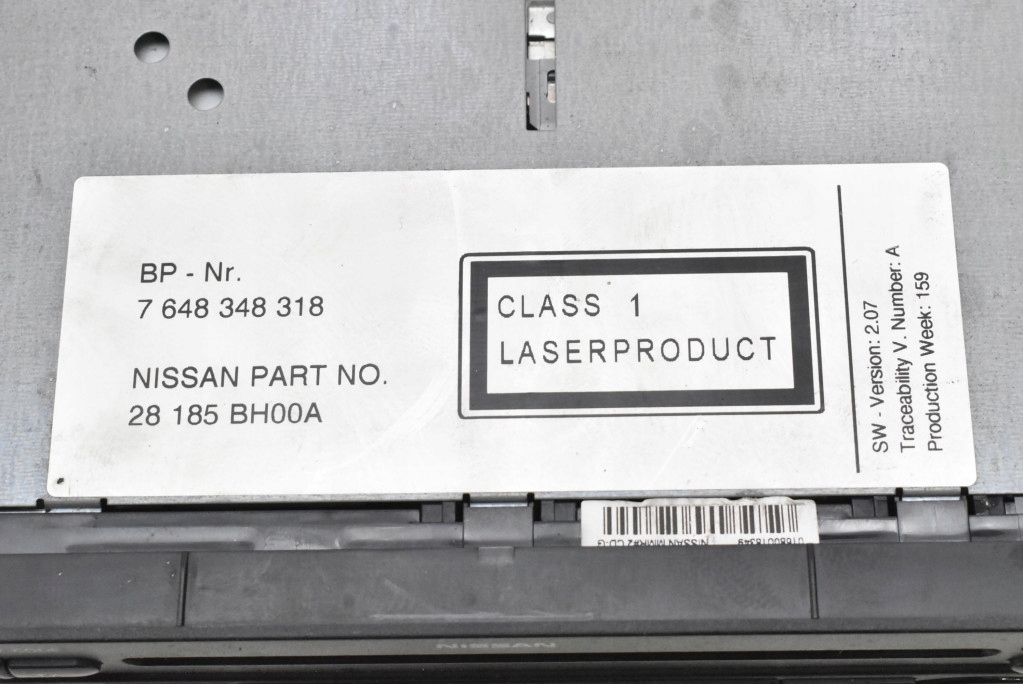 BP - Nr.
7 648 348 318
NISSAN PART NO.
28 185 BH00A
CLASS 1
LASERPRODUCT
SW - Version: 2.07
Traceability V. Number: A
Production Week: 159
NISSAN